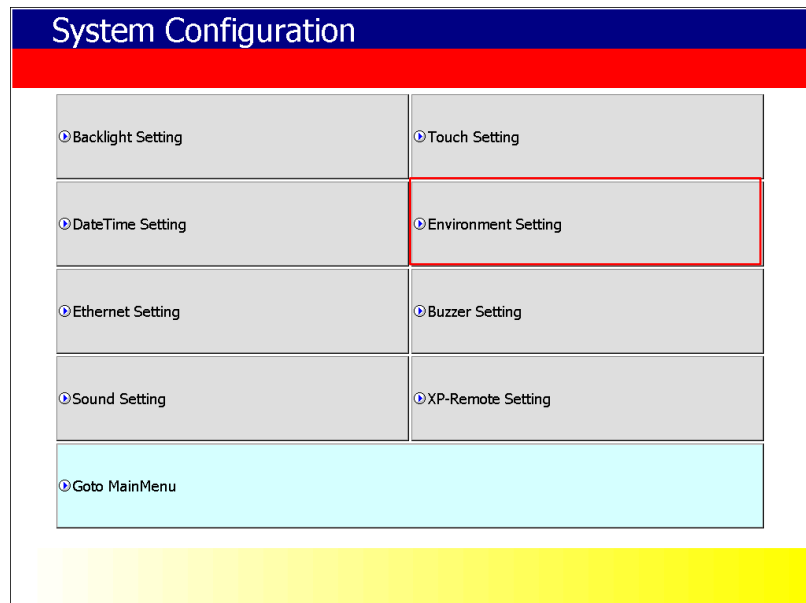 System Configuration
Backlight Setting
Touch Setting
DateTime Setting
Environment Setting
Ethernet Setting
Buzzer Setting
Sound Setting
XP-Remote Setting
Goto MainMenu